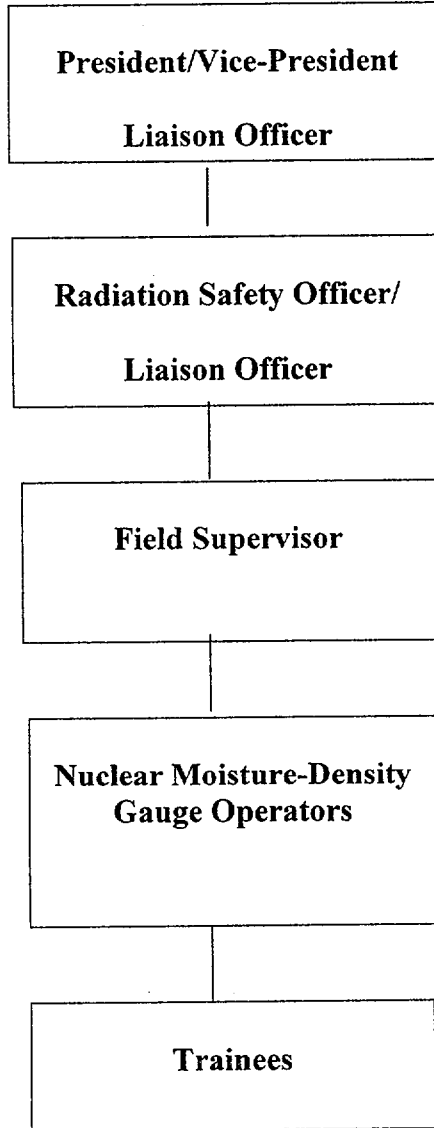 President/Vice-President
Liaison Officer
Radiation Safety Officer/
Liaison Officer
Field Supervisor
Nuclear Moisture-Density
Gauge Operators
Trainees